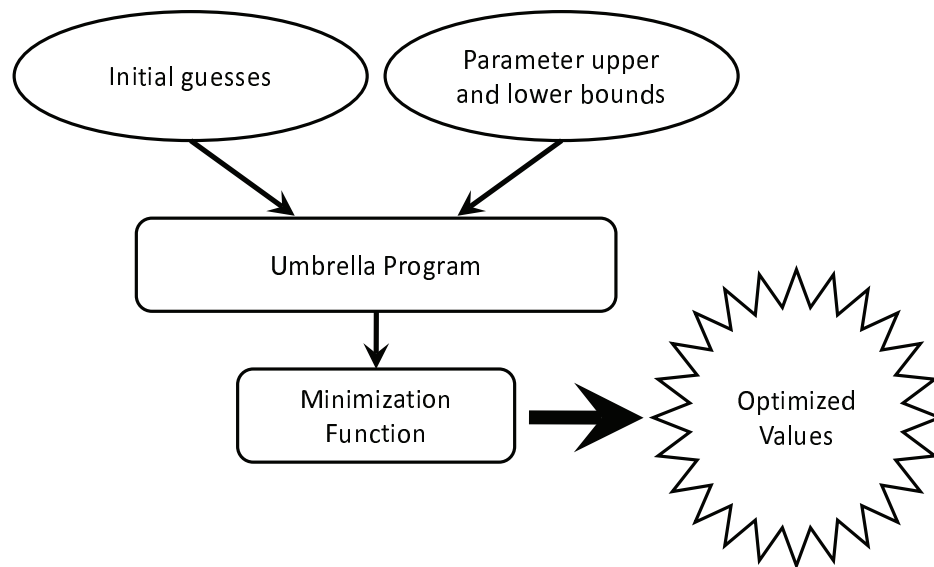 Initial guesses
Parameter upper
and lower bounds
Umbrella Program
Minimization
Function
Optimized
Values